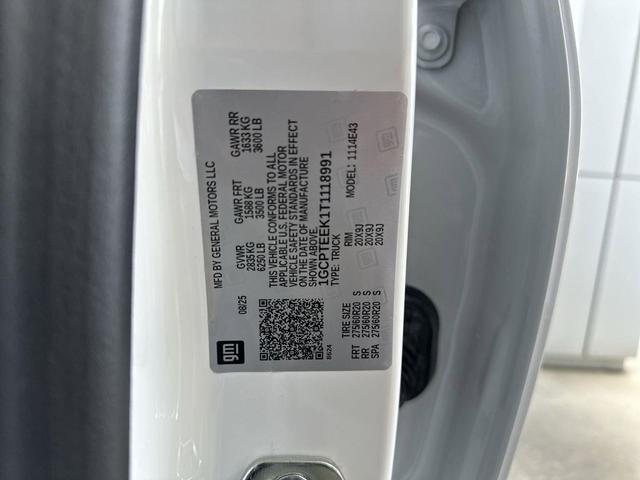 MFD BY GENERAL MOTORS LLC
08/25
GVWR
2835 KG
6250 LB
GAWR FRT
1588 KG
3500 LB
GAWR RR
1633 KG
3600 LB
THIS VEHICLE CONFORMS TO ALL
APPLICABLE U.S. FEDERAL MOTOR
VEHICLE SAFETY STANDARDS IN EFFECT
ON THE DATE OF MANUFACTURE
SHOWN ABOVE.
1GCPTEEK1T1118991
TYPE: TRUCK
MODEL: 1114E43
gm
8624
TIRE SIZE RIM
FRT 275/60R20 S 20X9J
RR 275/60R20 S 20X9J
SPA 275/60R20 S 20X9J